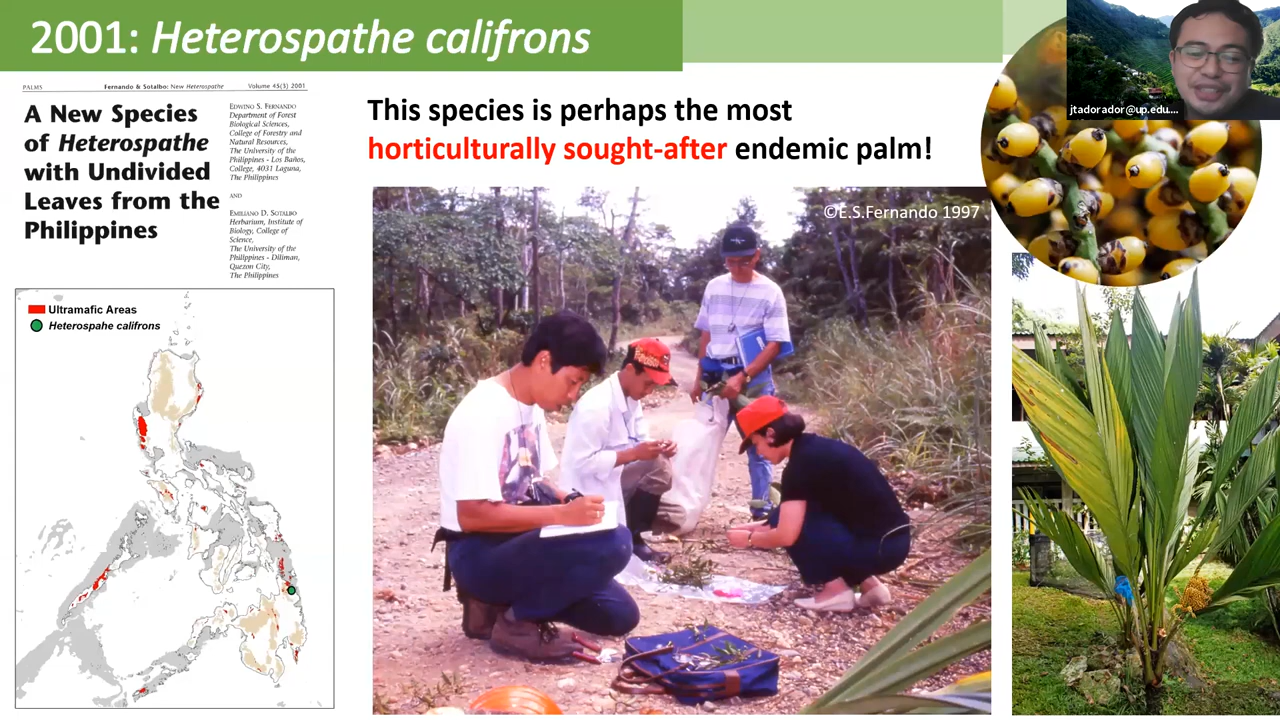 2001: Heterospathe califrons
jtadorador@up.edu....
PALMS
Fernando & Sotalbo: New Heterospathe
Volume 45(3) 2001
A New Species
of Heterospathe
with Undivided
Leaves from the
Philippines
EDWINO S. FERNANDO
Department of Forest
Biological Sciences,
College of Forestry and
Natural Resources,
The University of the
Philippines - Los Baños,
College, 4031 Laguna,
The Philippines
AND
EMILIANO D. SOTALBO
Herbarium, Institute of
Biology, College of
Science,
The University of the
Philippines - Diliman,
Quezon City,
The Philippines
This species is perhaps the most
horticulturally sought-after endemic palm!
©E.S.Fernando 1997
Ultramafic Areas
Heterospahe califrons